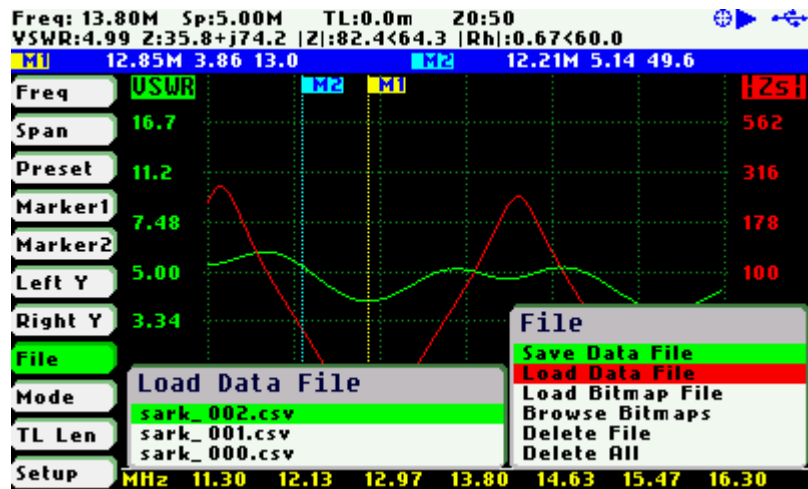 Freq: 13.80M Sp:5.00M TL:0.0m 20:50
VSWR:4.99 Z:35.8+j74.2 |Z|:82.4<64.3 |Rh|:0.67<60.0
M1 12.85M 3.86 13.0 M2 12.21M 5.14 49.6
Freq VSWR M2 M1 |Zs|
Span 16.7 562
Preset 11.2 316
Marker1
7.48 178
Marker2
Left Y 5.00 100
Right Y 3.34 File
File Save Data File
Load Data File Load Data File
Mode Load Bitmap File
sark_002.csv Browse Bitmaps
TL Len sark_001.csv Delete File
sark_000.csv Delete All
Setup
MHz 11.30 12.13 12.97 13.80 14.63 15.47 16.30